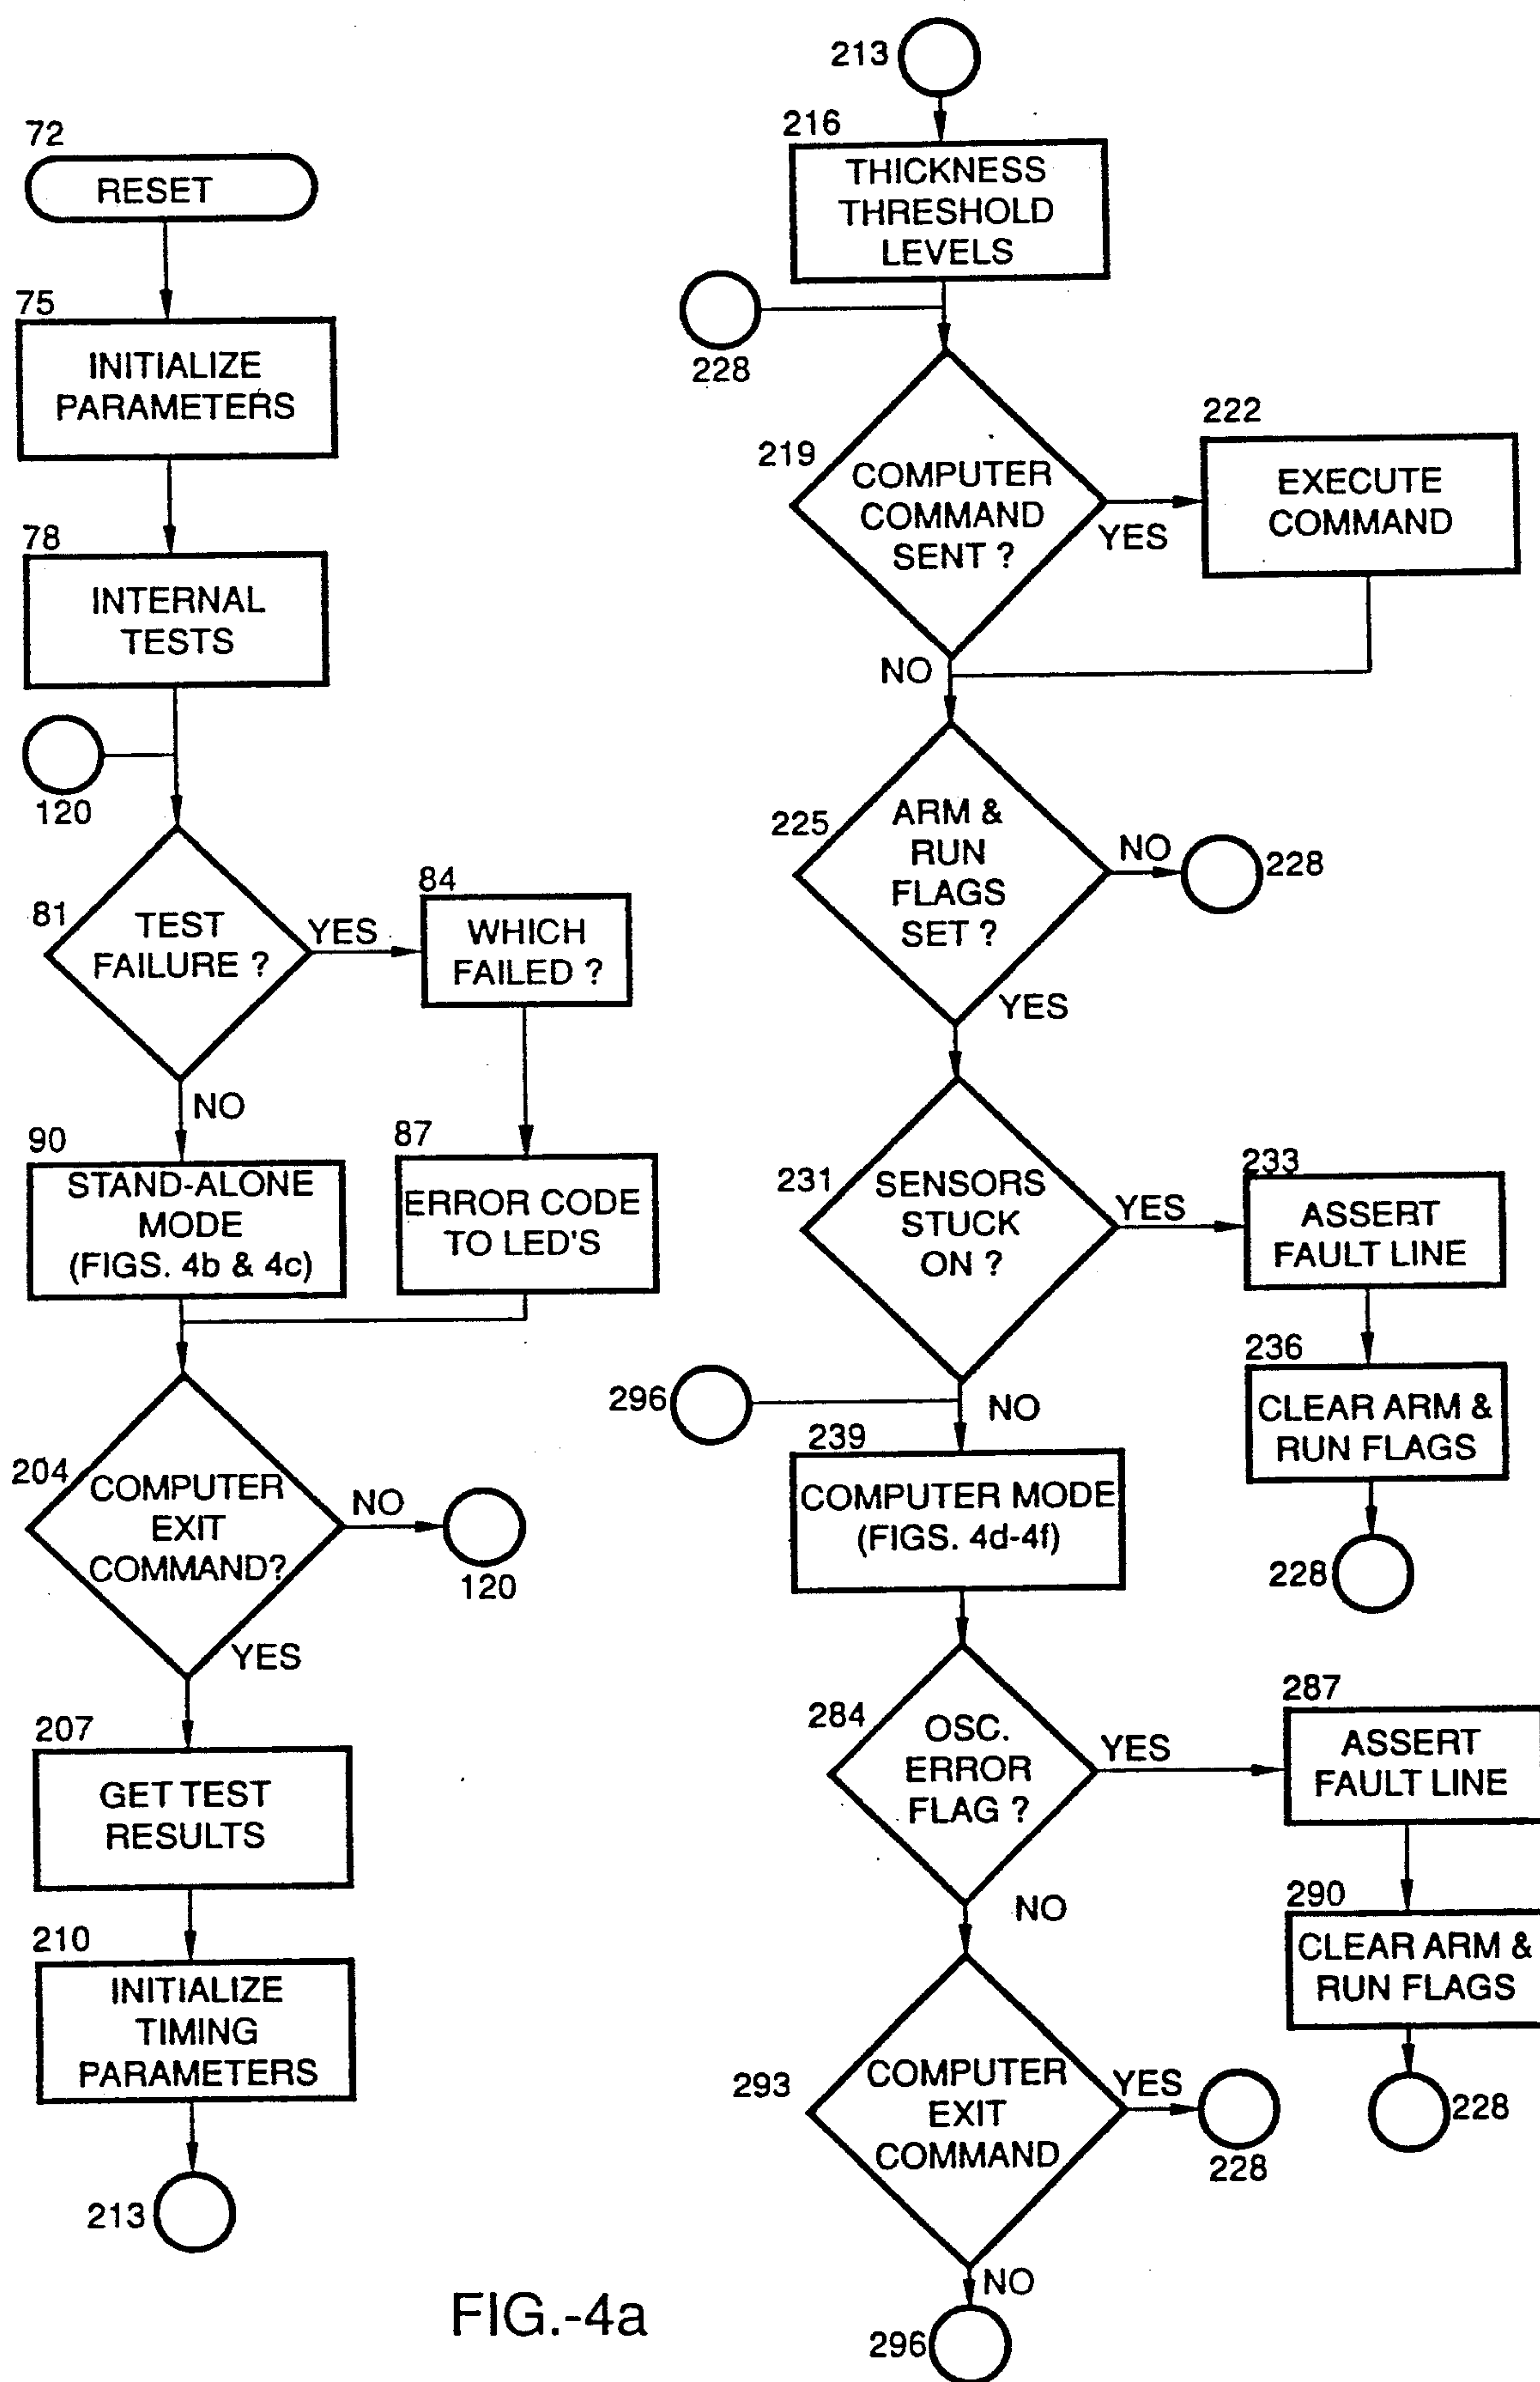 72
RESET
75
INITIALIZE
PARAMETERS
78
INTERNAL
TESTS
120
81
TEST
FAILURE ?
YES
84
WHICH
FAILED ?
NO
90
STAND-ALONE
MODE
(FIGS. 4b & 4c)
87
ERROR CODE
TO LED'S
204
COMPUTER
EXIT
COMMAND?
NO
120
YES
207
GET TEST
RESULTS
210
INITIALIZE
TIMING
PARAMETERS
213
213
216
THICKNESS
THRESHOLD
LEVELS
228
219
COMPUTER
COMMAND
SENT ?
YES
222
EXECUTE
COMMAND
NO
225
ARM &
RUN
FLAGS
SET ?
NO
228
YES
231
SENSORS
STUCK
ON ?
YES
233
ASSERT
FAULT LINE
236
CLEAR ARM &
RUN FLAGS
228
296
NO
239
COMPUTER MODE
(FIGS. 4d-4f)
284
OSC.
ERROR
FLAG ?
YES
287
ASSERT
FAULT LINE
290
CLEAR ARM &
RUN FLAGS
228
NO
293
COMPUTER
EXIT
COMMAND
YES
228
NO
296
FIG.-4a